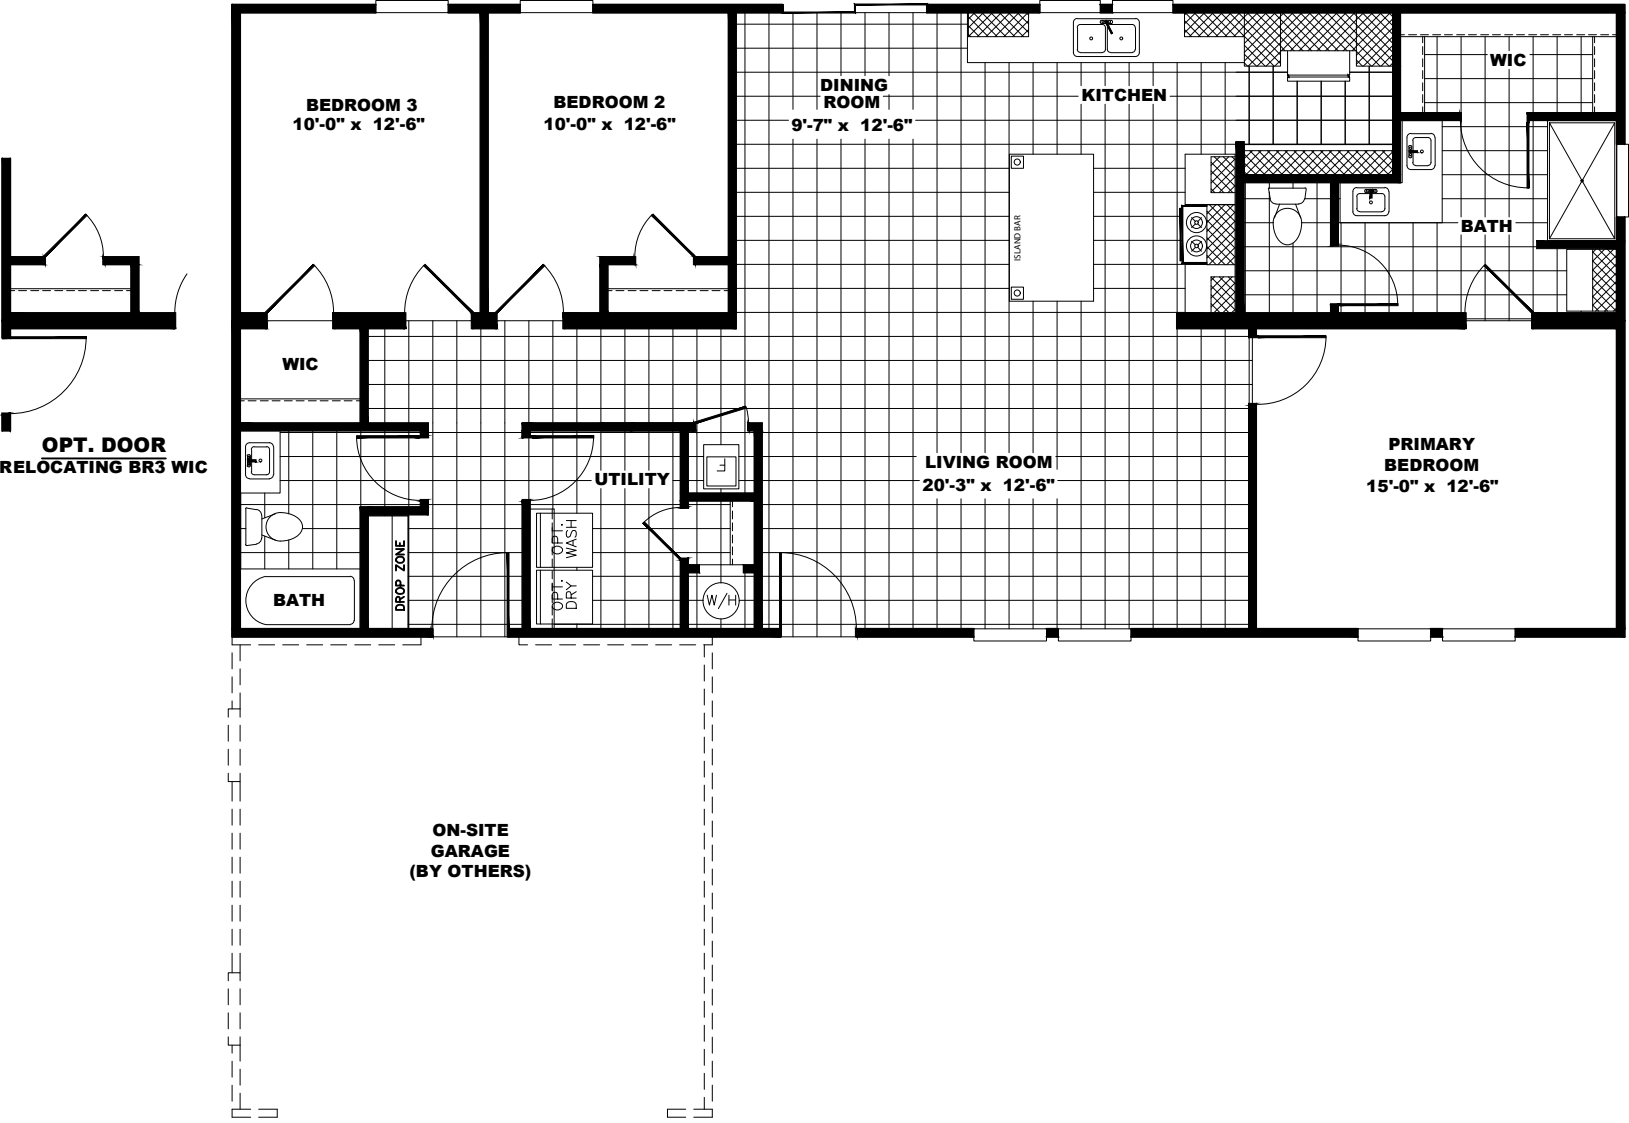 BEDROOM 3
10'-0" x 12'-6"
BEDROOM 2
10'-0" x 12'-6"
DINING
ROOM
9'-7" x 12'-6"
KITCHEN
WIC
ISLAND BAR
BATH
WIC
OPT. DOOR
RELOCATING BR3 WIC
UTILITY
F
LIVING ROOM
20'-3" x 12'-6"
PRIMARY
BEDROOM
15'-0" x 12'-6"
OPT.
WASH
OPT.
DRY
DROP ZONE
BATH
W/H
ON-SITE
GARAGE
(BY OTHERS)